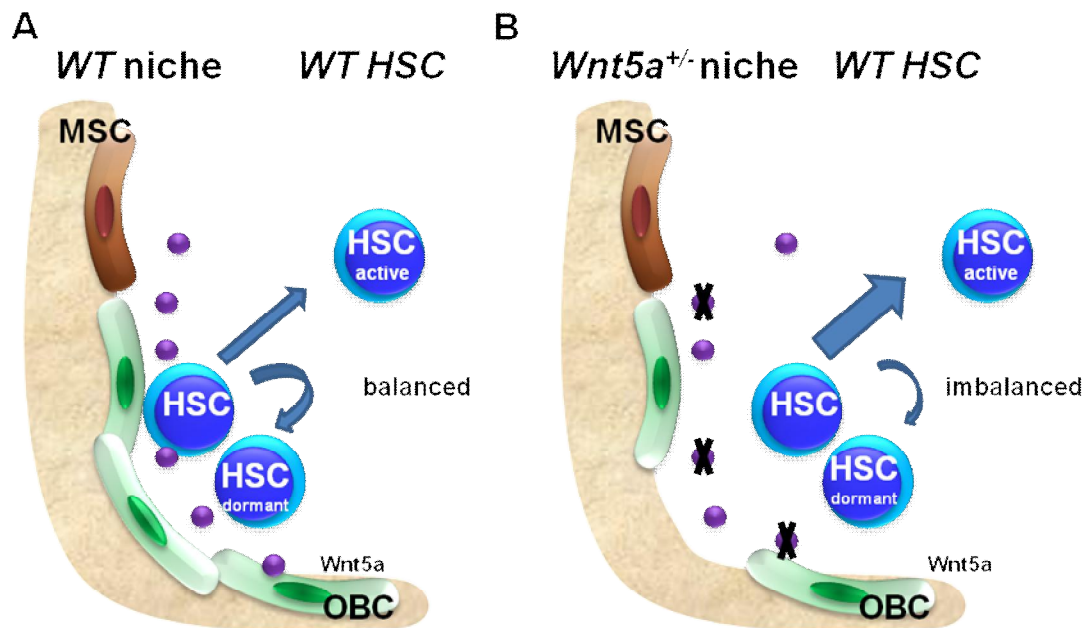 A
WT niche WT HSC
MSC
HSC
active
HSC
balanced
HSC
dormant
Wnt5a
OBC
B
Wnt5a+/- niche WT HSC
MSC
HSC
active
HSC
imbalanced
HSC
dormant
Wnt5a
OBC